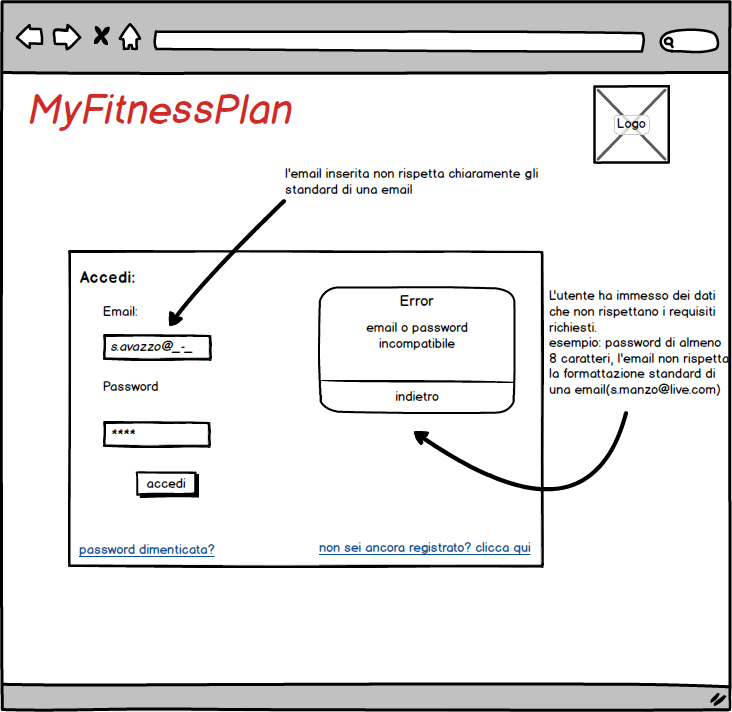 MyFitnessPlan
Logo
l'email inserita non rispetta chiaramente gli
standard di una email
Accedi:
Email:
s.avazzo@_-_
Password
****
accedi
password dimenticata?
non sei ancora registrato? clicca qui
Error
email o password
incompatibile
indietro
L'utente ha immesso dei dati
che non rispettano i requisiti
richiesti.
esempio: password di almeno
8 caratteri, l'email non rispetta
la formattazione standard di
una email(s.manzo@live.com)